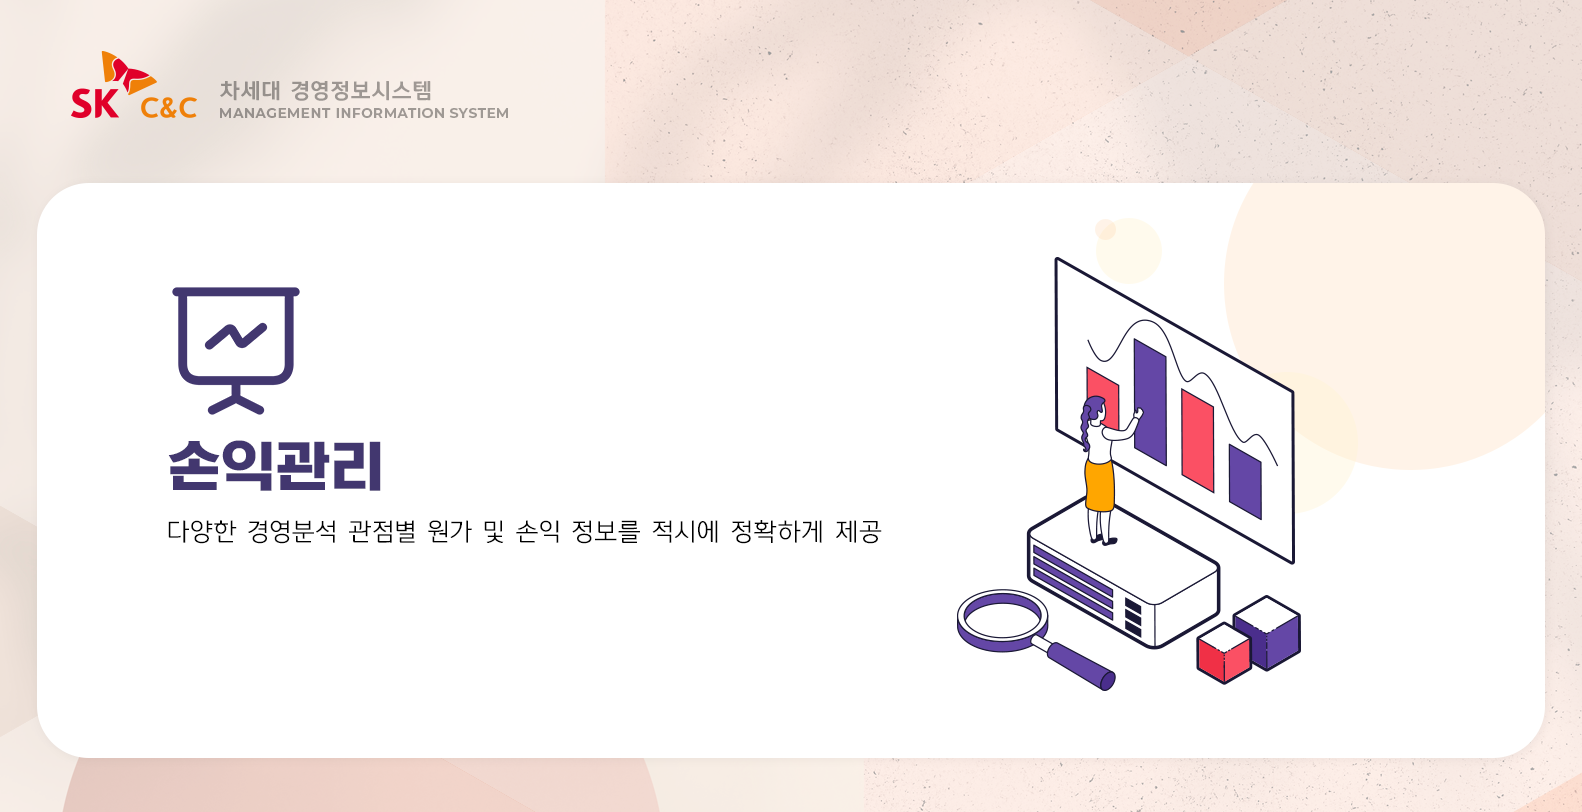 SK C&C
차세대 경영정보시스템
MANAGEMENT INFORMATION SYSTEM
손익관리
다양한 경영분석 관점별 원가 및 손익 정보를 적시에 정확하게 제공